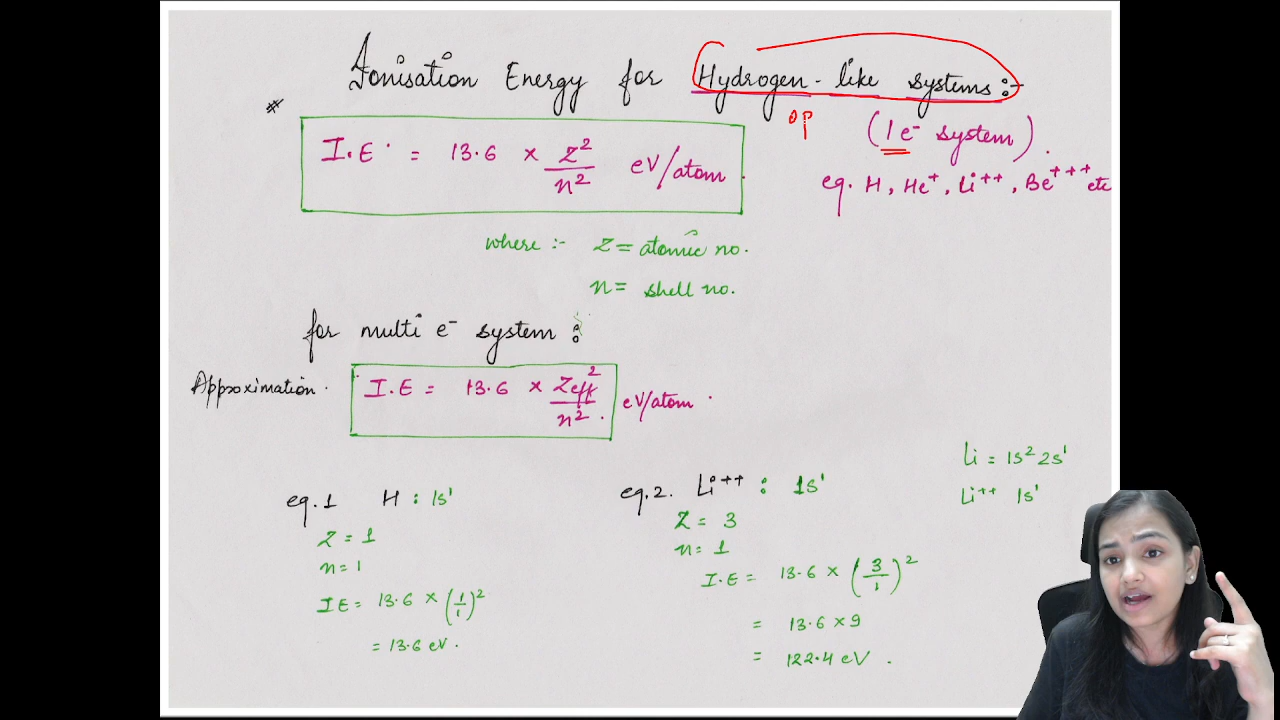 Ionisation Energy for Hydrogen-like systems :-
* I.E. = 13.6 × Z²/n² eV/atom.
op (1 e⁻ system).
eg. H, He⁺, Li⁺⁺, Be⁺⁺⁺ etc
where :- Z = atomic no.
n = shell no.
for multi e⁻ system :
Approximation. I.E = 13.6 × Zeff²/n². eV/atom.
Li = 1s² 2s¹
Li⁺⁺ 1s¹
eg.1 H : 1s¹
Z = 1
n = 1
IE = 13.6 × (1/1)²
= 13.6 eV.
eg.2. Li⁺⁺ : 1s¹
Z = 3
n = 1
I.E = 13.6 × (3/1)²
= 13.6 × 9
= 122.4 eV.